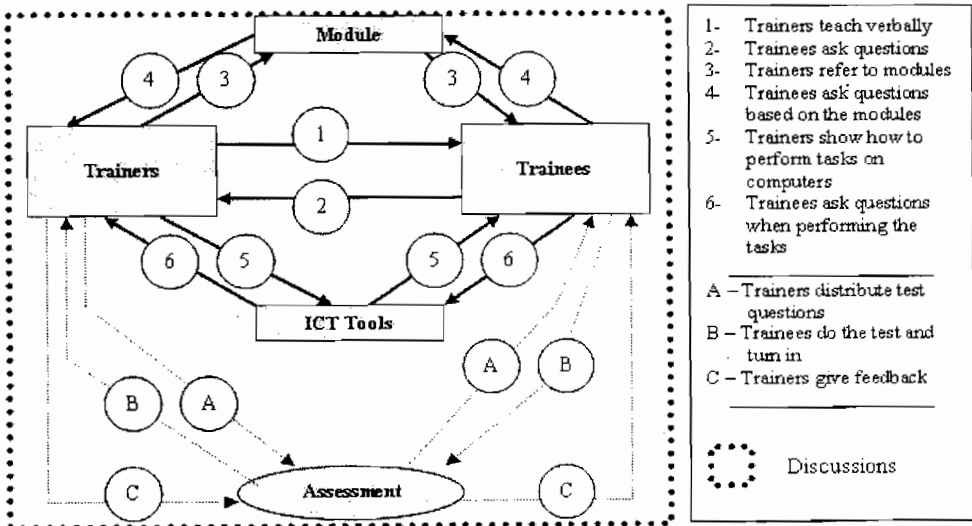 Module
4
3
3
4
1
Trainers
Trainees
2
6
5
5
6
ICT Tools
A
B
B
A
Assessment
C
C
1- Trainers teach verbally
2- Trainees ask questions
3- Trainers refer to modules
4- Trainers ask questions
based on the modules
5- Trainers show how to
perform tasks on
computers
6- Trainees ask questions
when performing the
tasks
A – Trainers distribute test
questions
B – Trainees do the test and
turn in
C – Trainers give feedback
Discussions